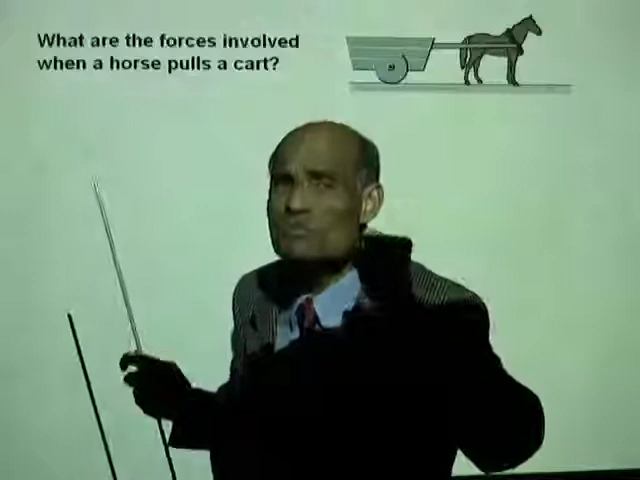 What are the forces involved
when a horse pulls a cart?